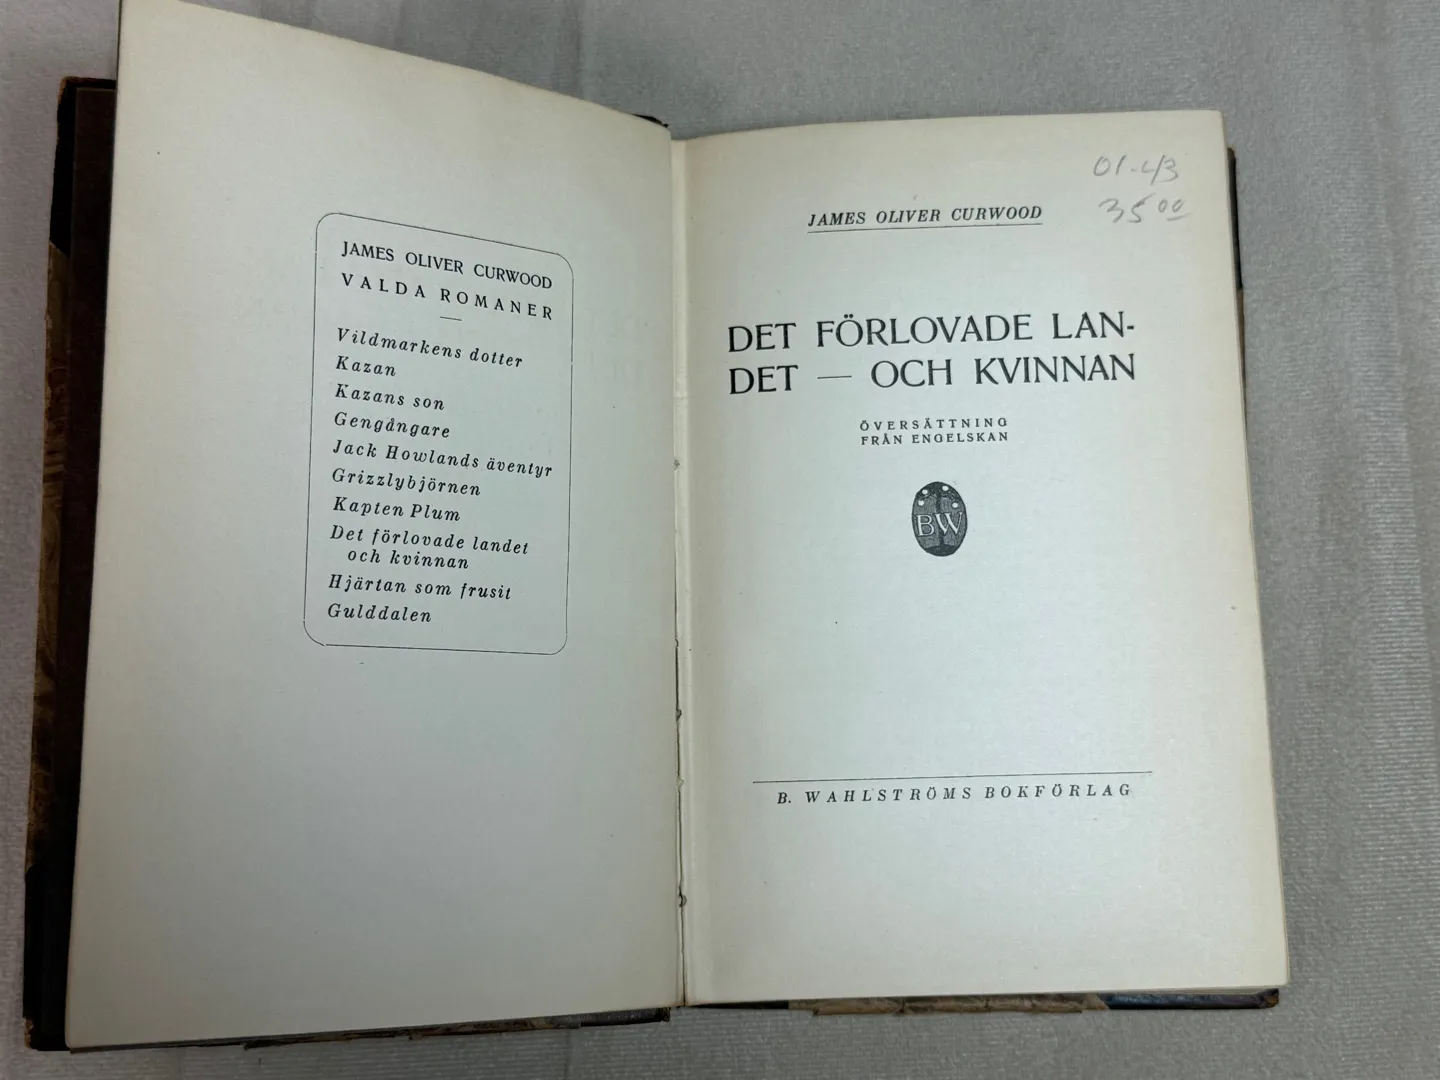 JAMES OLIVER CURWOOD
VALDA ROMANER
Vildmarkens dotter
Kazan
Kazans son
Gengångare
Jack Howlands äventyr
Grizzlybjörnen
Kapten Plum
Det förlovade landet
och kvinnan
Hjärtan som frusit
Gulddalen
01-43
35 00
JAMES OLIVER CURWOOD
DET FÖRLOVADE LAN-
DET — OCH KVINNAN
ÖVERSÄTTNING
FRÅN ENGELSKAN
BW
B. WAHLSTRÖMS BOKFÖRLAG